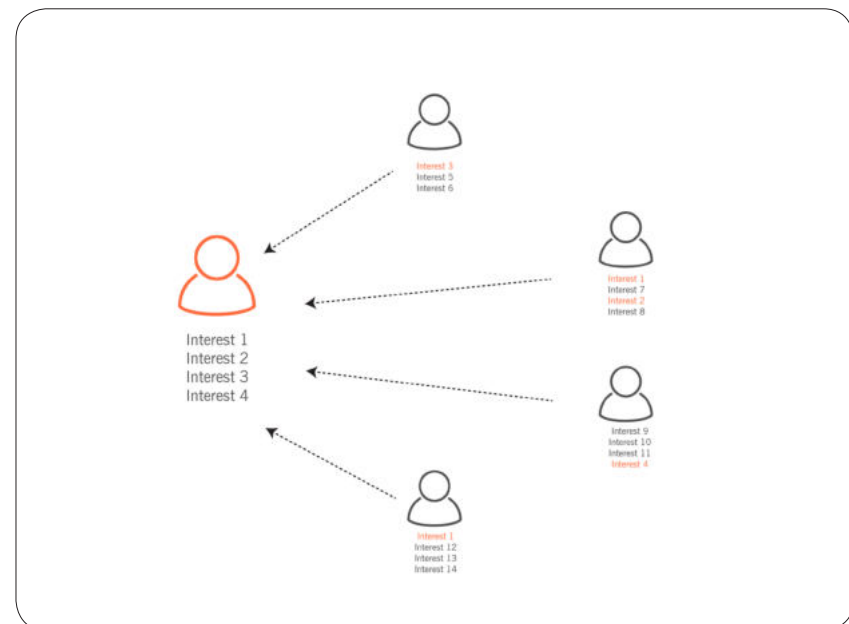 Interest 3
Interest 5
Interest 6
Interest 1
Interest 7
Interest 2
Interest 8
Interest 1
Interest 2
Interest 3
Interest 4
Interest 9
Interest 10
Interest 11
Interest 4
Interest 1
Interest 12
Interest 13
Interest 14